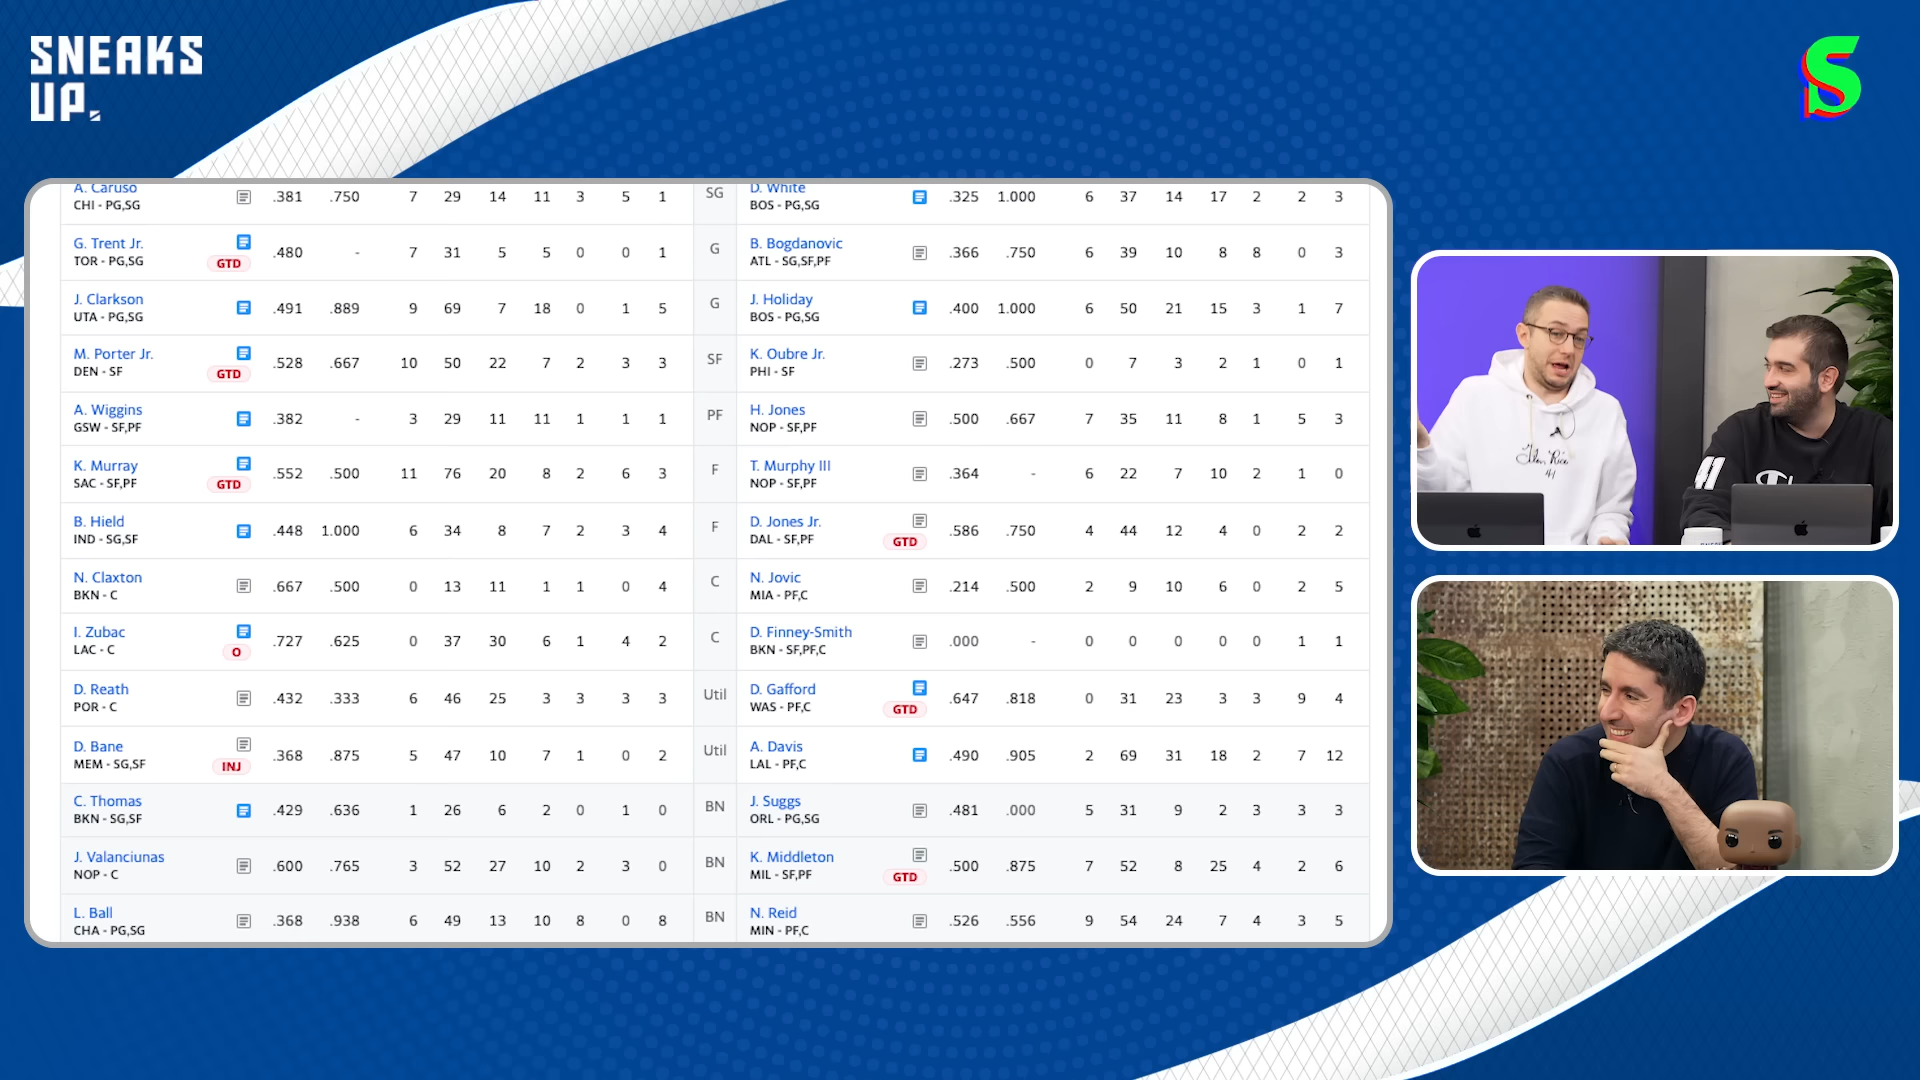 SNEAKS
UP.
S
A. Caruso
CHI - PG,SG
.381 .750 7 29 14 11 3 5 1
SG
D. White
BOS - PG,SG
.325 1.000 6 37 14 17 2 2 3
G. Trent Jr.
TOR - PG,SG
GTD
.480 - 7 31 5 5 0 0 1
G
B. Bogdanovic
ATL - SG,SF,PF
.366 .750 6 39 10 8 8 0 3
J. Clarkson
UTA - PG,SG
.491 .889 9 69 7 18 0 1 5
G
J. Holiday
BOS - PG,SG
.400 1.000 6 50 21 15 3 1 7
M. Porter Jr.
DEN - SF
GTD
.528 .667 10 50 22 7 2 3 3
SF
K. Oubre Jr.
PHI - SF
.273 .500 0 7 3 2 1 0 1
A. Wiggins
GSW - SF,PF
.382 - 3 29 11 11 1 1 1
PF
H. Jones
NOP - SF,PF
.500 .667 7 35 11 8 1 5 3
K. Murray
SAC - SF,PF
GTD
.552 .500 11 76 20 8 2 6 3
F
T. Murphy III
NOP - SF,PF
.364 - 6 22 7 10 2 1 0
B. Hield
IND - SG,SF
.448 1.000 6 34 8 7 2 3 4
F
D. Jones Jr.
DAL - SF,PF
GTD
.586 .750 4 44 12 4 0 2 2
N. Claxton
BKN - C
.667 .500 0 13 11 1 1 0 4
C
N. Jovic
MIA - PF,C
.214 .500 2 9 10 6 0 2 5
I. Zubac
LAC - C
O
.727 .625 0 37 30 6 1 4 2
C
D. Finney-Smith
BKN - SF,PF,C
.000 - 0 0 0 0 0 1 1
D. Reath
POR - C
.432 .333 6 46 25 3 3 3 3
Util
D. Gafford
WAS - PF,C
GTD
.647 .818 0 31 23 3 3 9 4
D. Bane
MEM - SG,SF
INJ
.368 .875 5 47 10 7 1 0 2
Util
A. Davis
LAL - PF,C
.490 .905 2 69 31 18 2 7 12
C. Thomas
BKN - SG,SF
.429 .636 1 26 6 2 0 1 0
BN
J. Suggs
ORL - PG,SG
.481 .000 5 31 9 2 3 3 3
J. Valanciunas
NOP - C
.600 .765 3 52 27 10 2 3 0
BN
K. Middleton
MIL - SF,PF
GTD
.500 .875 7 52 8 25 4 2 6
L. Ball
CHA - PG,SG
.368 .938 6 49 13 10 8 0 8
BN
N. Reid
MIN - PF,C
.526 .556 9 54 24 7 4 3 5
Glen Rice
41
41